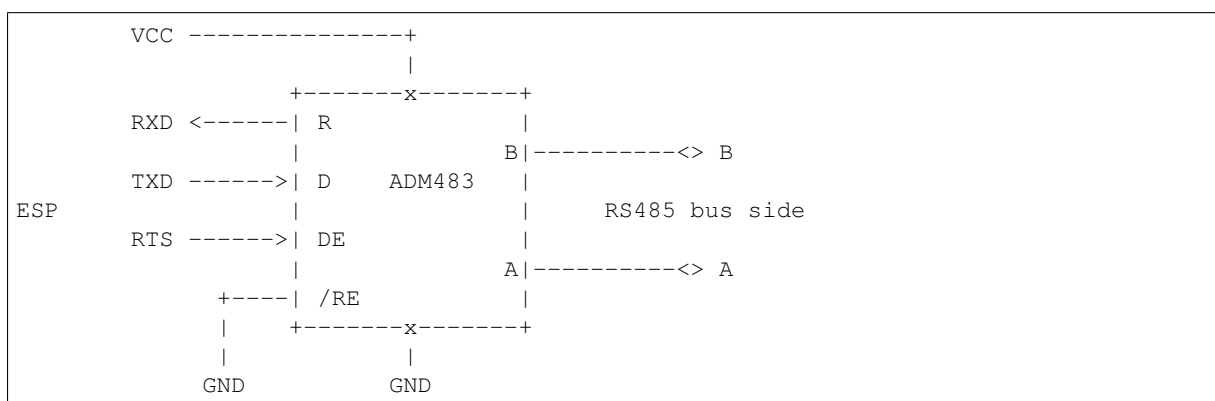 VCC ---------------+
|
+-------x-------+
RXD <------| R |
| B|----------<> B
TXD ------>| D ADM483 |
ESP | | RS485 bus side
RTS ------>| DE |
| A|----------<> A
+----| /RE |
| +-------x-------+
| |
GND GND